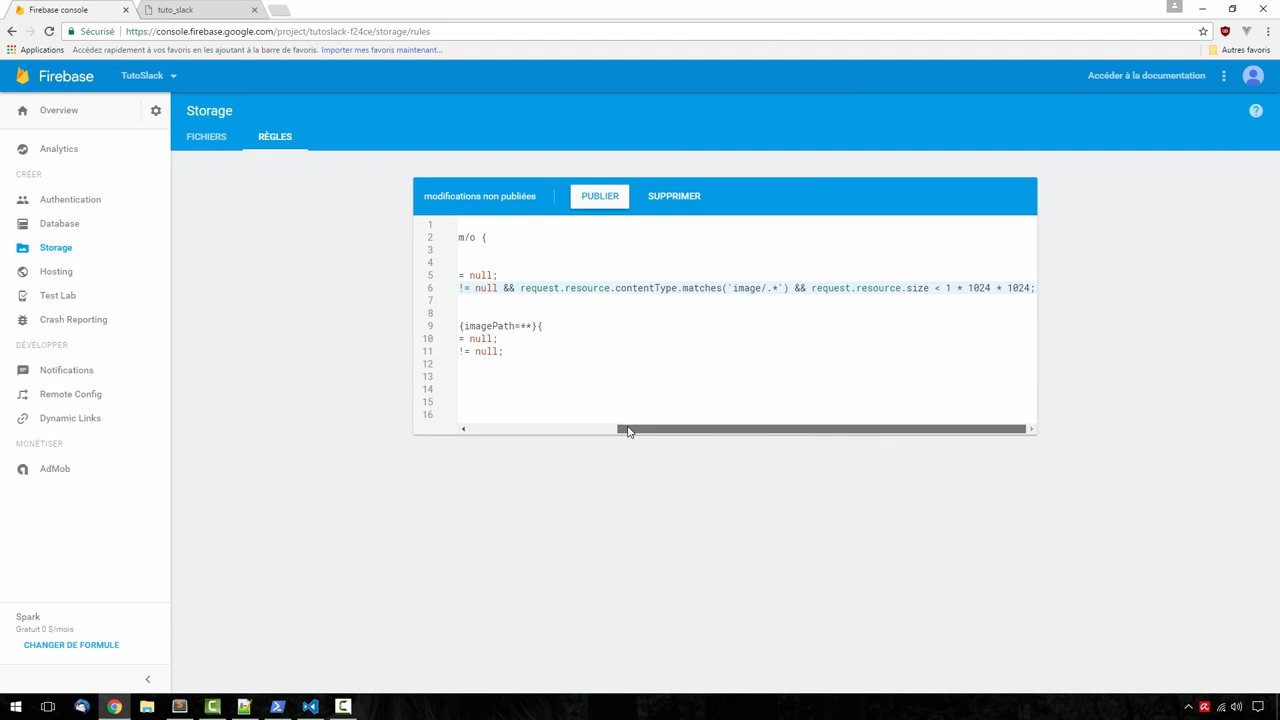 Firebase console
tuto_slack
Sécurisé
https://console.firebase.google.com/project/tutoslack-f24ce/storage/rules
Applications
Accédez rapidement à vos favoris en les ajoutant à la barre de favoris. Importer mes favoris maintenant...
Autres favoris
Firebase
TutoSlack
Accéder à la documentation
Overview
Storage
FICHIERS
RÈGLES
Analytics
CRÉER
Authentication
Database
Storage
Hosting
Test Lab
Crash Reporting
DÉVELOPPER
Notifications
Remote Config
Dynamic Links
MONÉTISER
AdMob
modifications non publiées
PUBLIER
SUPPRIMER
1
2 m/o {
3
4
5 = null;
6 != null && request.resource.contentType.matches('image/.*') && request.resource.size < 1 * 1024 * 1024;
7
8
9 {imagePath=**}{
10 = null;
11 != null;
12
13
14
15
16
Spark
Gratuit 0 $/mois
CHANGER DE FORMULE